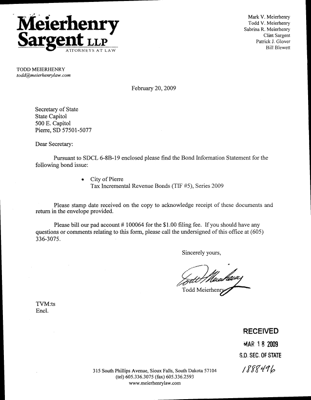 Meierhenry
Sargent LLP
ATTORNEYS AT LAW
Mark V. Meierhenry
Todd V. Meierhenry
Sabrina R. Meierhenry
Clint Sargent
Patrick J. Glover
Bill Blewett
TODD MEIERHENRY
todd@meierhenrylaw.com
February 20, 2009
Secretary of State
State Capitol
500 E. Capitol
Pierre, SD 57501-5077
Dear Secretary:
Pursuant to SDCL 6-8B-19 enclosed please find the Bond Information Statement for the
following bond issue:
• City of Pierre
Tax Incremental Revenue Bonds (TIF #5), Series 2009
Please stamp date received on the copy to acknowledge receipt of these documents and
return in the envelope provided.
Please bill our pad account # 100064 for the $1.00 filing fee. If you should have any
questions or comments relating to this form, please call the undersigned of this office at (605)
336-3075.
Sincerely yours,
Todd Meierhenry
Todd Meierhenry
TVM:ts
Encl.
RECEIVED
MAR 18 2009
S.D. SEC. OF STATE
1888496
315 South Phillips Avenue, Sioux Falls, South Dakota 57104
(tel) 605.336.3075 (fax) 605.336.2593
www.meierhenrylaw.com